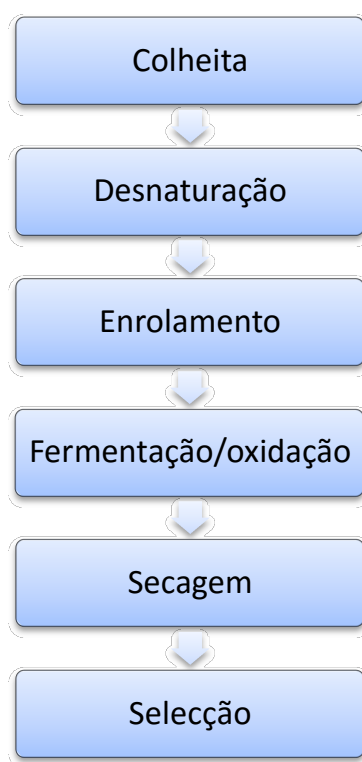 Colheita
Desnaturação
Enrolamento
Fermentação/oxidação
Secagem
Selecção